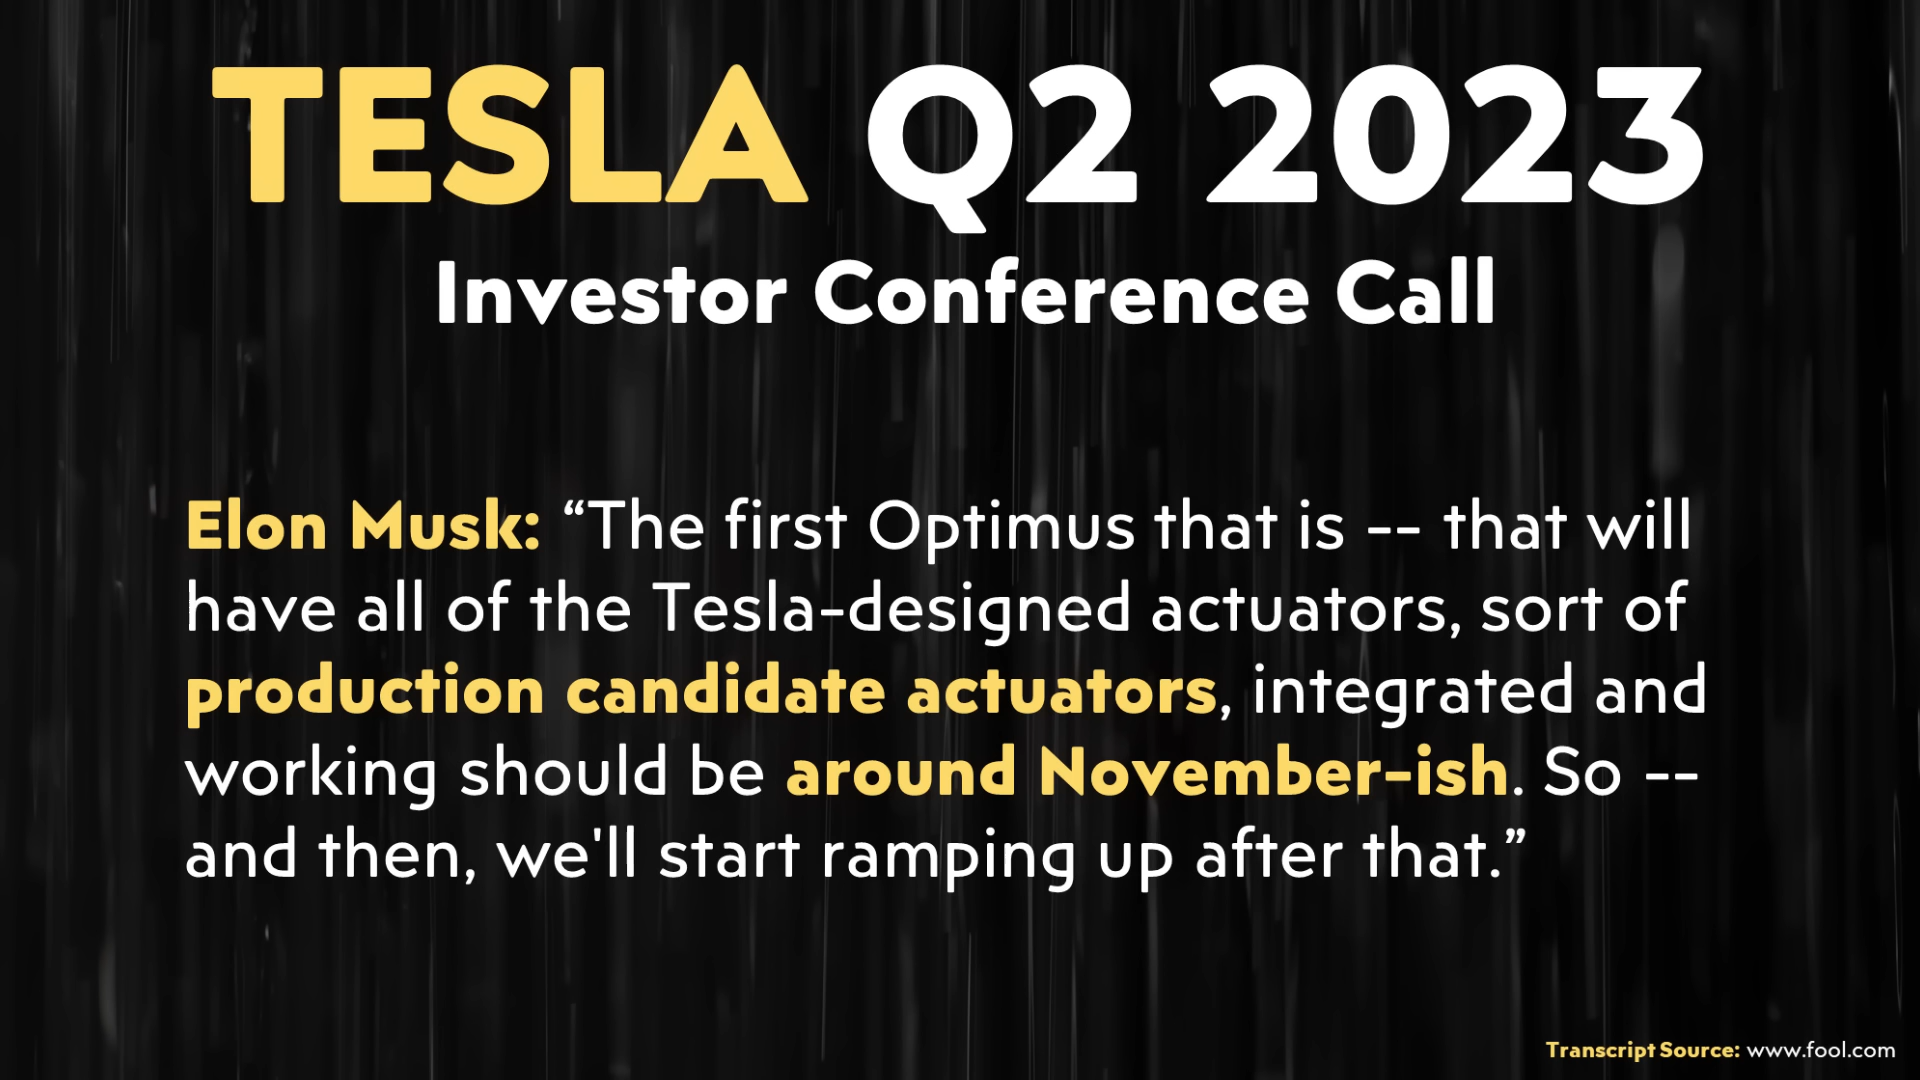 TESLA Q2 2023
Investor Conference Call
Elon Musk: “The first Optimus that is -- that will
have all of the Tesla-designed actuators, sort of
production candidate actuators, integrated and
working should be around November-ish. So --
and then, we'll start ramping up after that.”
Transcript Source: www.fool.com